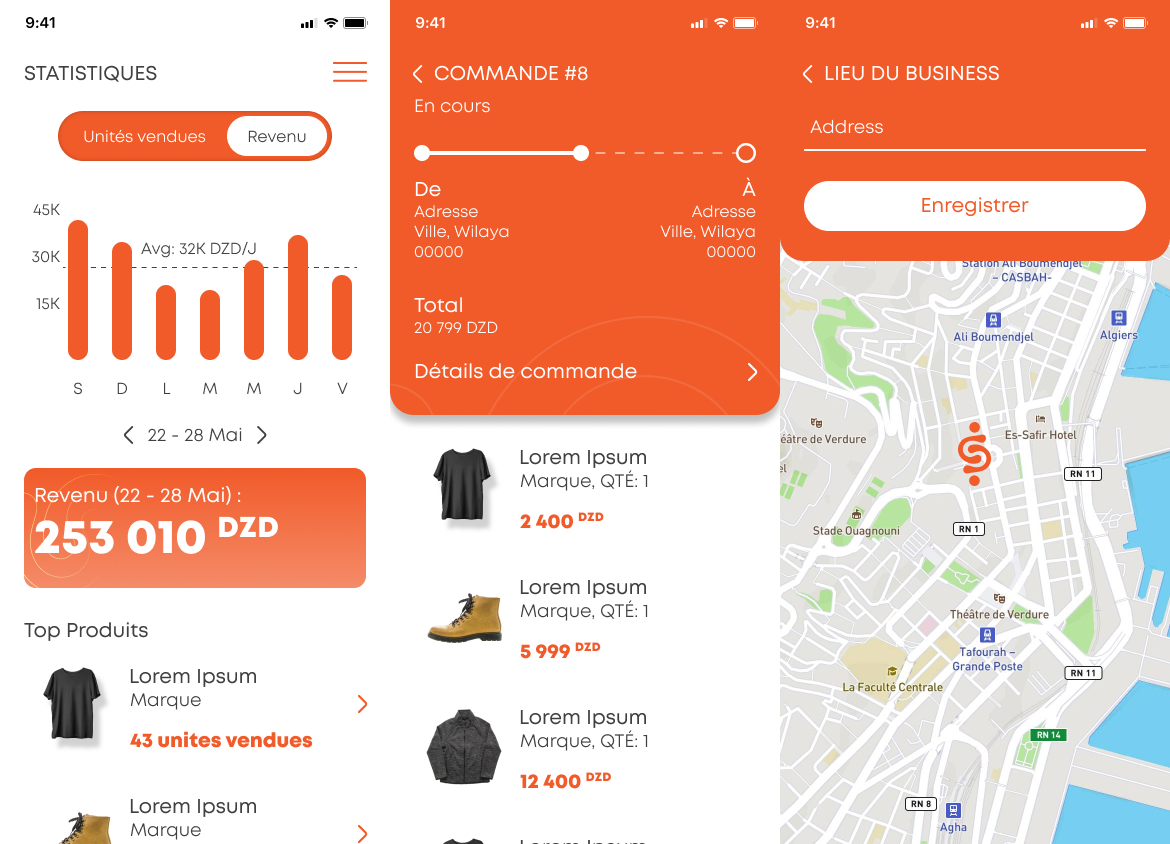 9:41
STATISTIQUES
Unités vendues
Revenu
45K
30K
15K
Avg: 32K DZD/J
S D L M M J V
22 - 28 Mai
Revenu (22 - 28 Mai) :
253 010 DZD
Top Produits
Lorem Ipsum
Marque
43 unites vendues
Lorem Ipsum
Marque
9:41
COMMANDE #8
En cours
De
Adresse
Ville, Wilaya
00000
À
Adresse
Ville, Wilaya
00000
Total
20 799 DZD
Détails de commande
Lorem Ipsum
Marque, QTÉ: 1
2 400 DZD
Lorem Ipsum
Marque, QTÉ: 1
5 999 DZD
Lorem Ipsum
Marque, QTÉ: 1
12 400 DZD
9:41
LIEU DU BUSINESS
Address
Enregistrer
Station Ali Boumendjel
– CASBAH-
Ali Boumendjel
Algiers
éâtre de Verdure
Es-Safir Hotel
RN 11
el
Stade Ouagnouni
RN 1
Théâtre de Verdure
Tafourah –
Grande Poste
RN 11
La Faculté Centrale
RN 14
RN 8
Agha